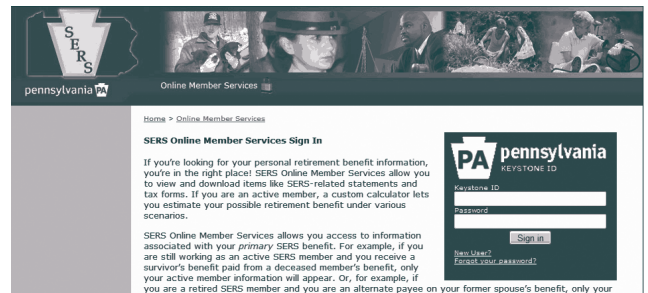 SERS
pennsylvania PA
Online Member Services
Home > Online Member Services
SERS Online Member Services Sign In
If you're looking for your personal retirement benefit information,
you're in the right place! SERS Online Member Services allow you
to view and download items like SERS-related statements and
tax forms. If you are an active member, a custom calculator lets
you estimate your possible retirement benefit under various
scenarios.
SERS Online Member Services allows you access to information
associated with your primary SERS benefit. For example, if you
are still working as an active SERS member and you receive a
survivor's benefit paid from a deceased member's benefit, only
your active member information will appear. Or, for example, if
you are a retired SERS member and you are an alternate payee on your former spouse's benefit, only your
PA pennsylvania
KEYSTONE ID
Keystone ID
Password
Sign in
New User?
Forgot your password?